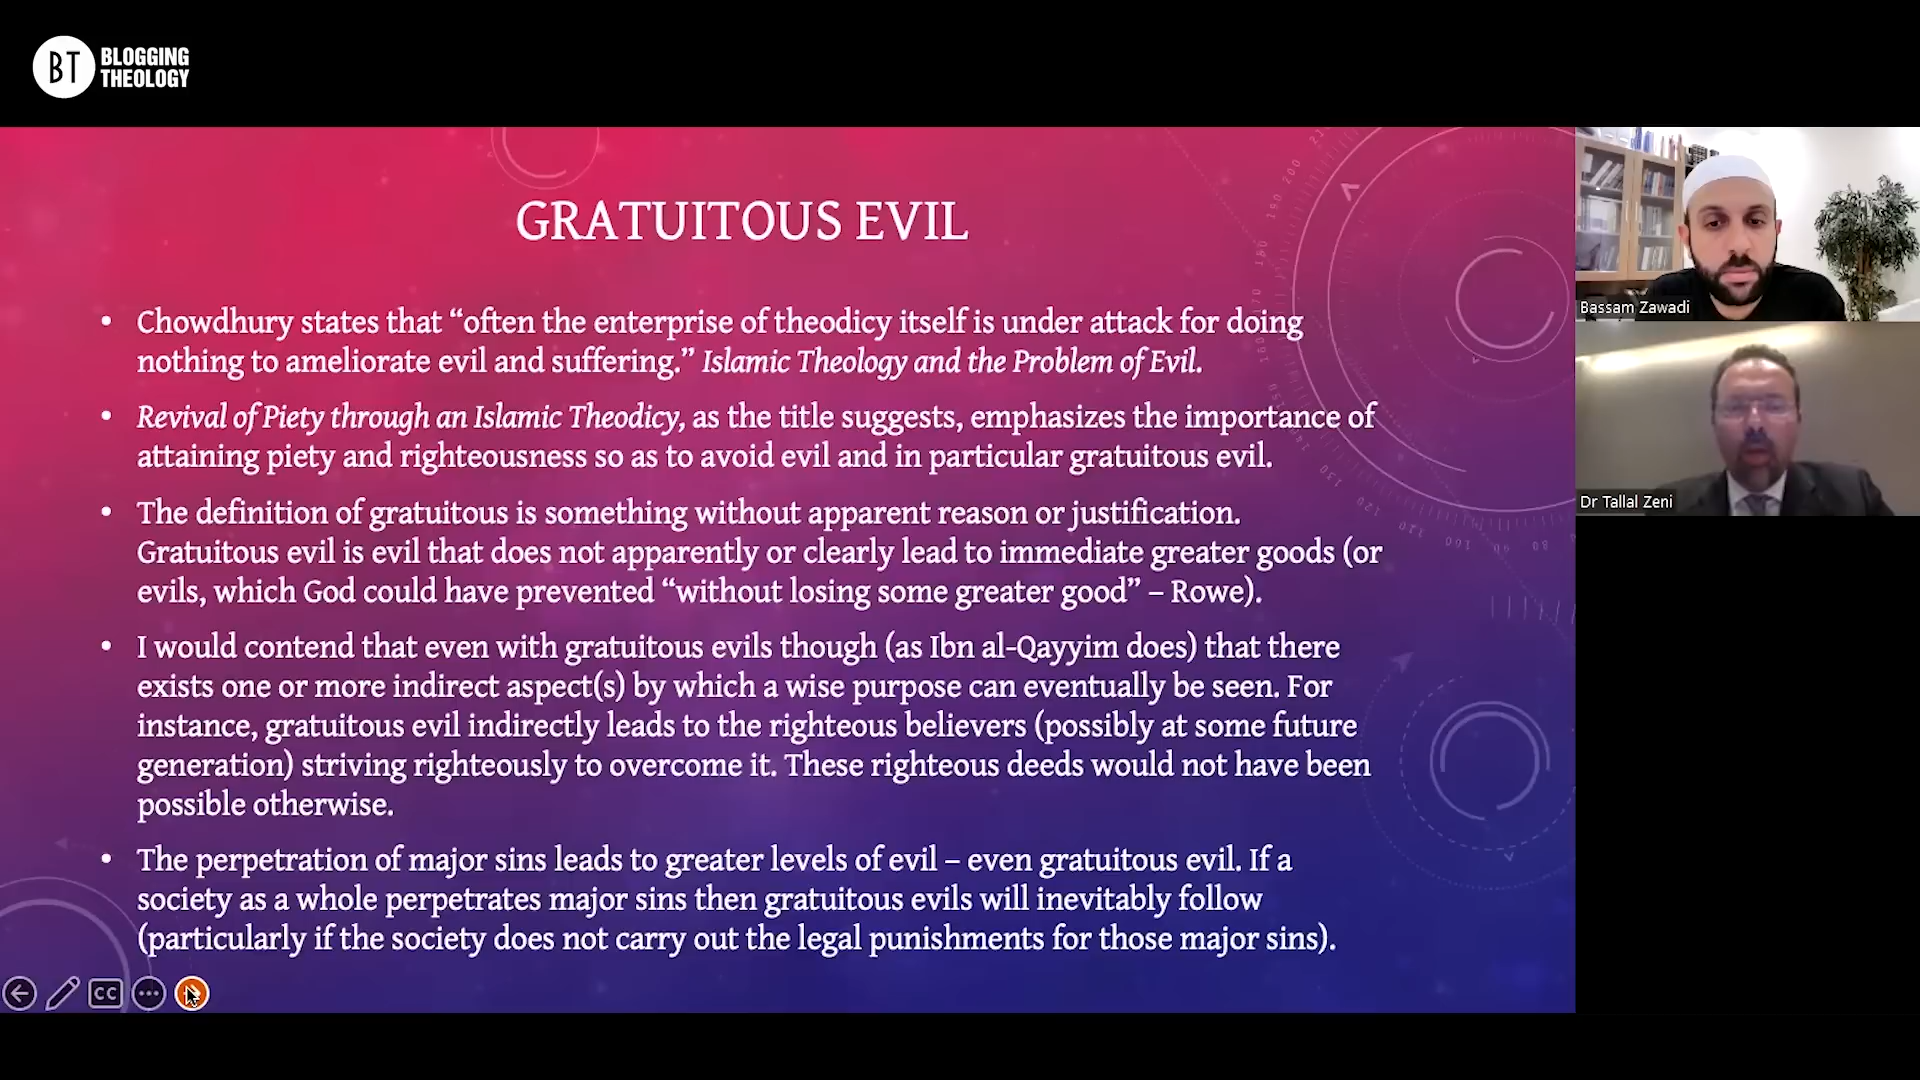 BT BLOGGING
THEOLOGY
GRATUITOUS EVIL
• Chowdhury states that “often the enterprise of theodicy itself is under attack for doing
nothing to ameliorate evil and suffering.” Islamic Theology and the Problem of Evil.
• Revival of Piety through an Islamic Theodicy, as the title suggests, emphasizes the importance of
attaining piety and righteousness so as to avoid evil and in particular gratuitous evil.
• The definition of gratuitous is something without apparent reason or justification.
Gratuitous evil is evil that does not apparently or clearly lead to immediate greater goods (or
evils, which God could have prevented “without losing some greater good” – Rowe).
• I would contend that even with gratuitous evils though (as Ibn al-Qayyim does) that there
exists one or more indirect aspect(s) by which a wise purpose can eventually be seen. For
instance, gratuitous evil indirectly leads to the righteous believers (possibly at some future
generation) striving righteously to overcome it. These righteous deeds would not have been
possible otherwise.
• The perpetration of major sins leads to greater levels of evil – even gratuitous evil. If a
society as a whole perpetrates major sins then gratuitous evils will inevitably follow
(particularly if the society does not carry out the legal punishments for those major sins).
CC
Bassam Zawadi
Dr Tallal Zeni